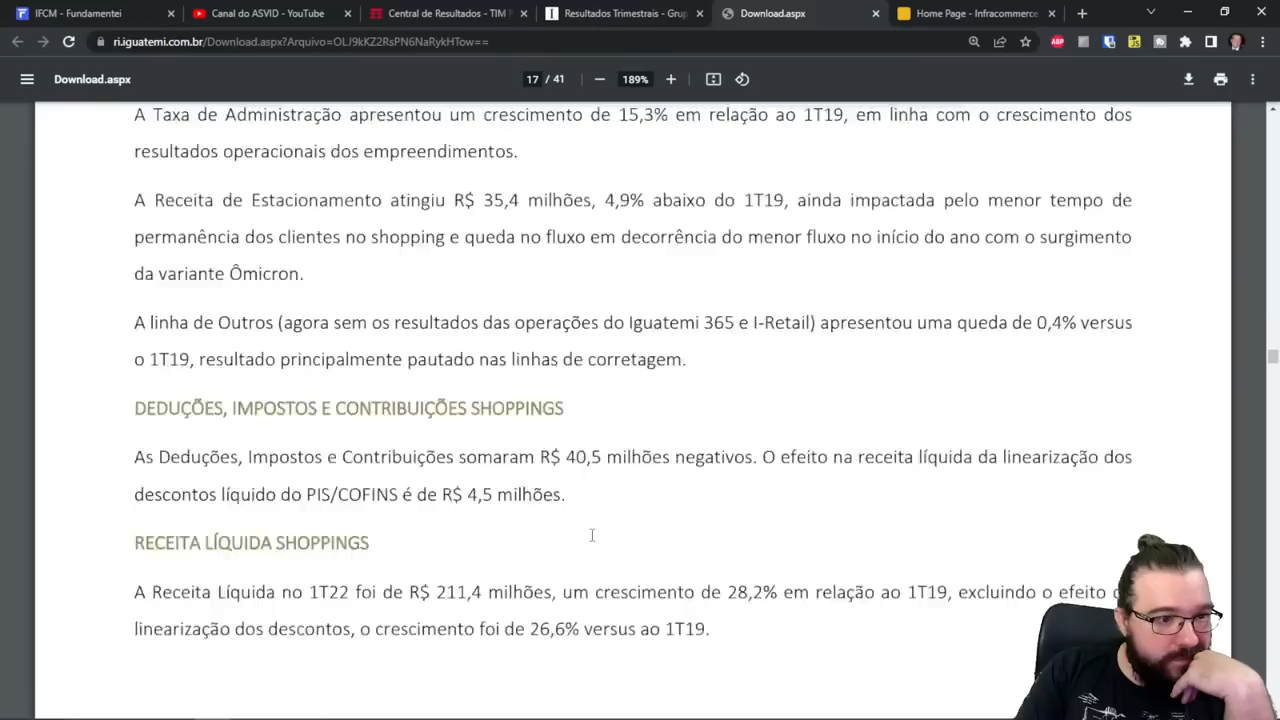 IFCM - Fundamentei
Canal do ASVID - YouTube
Central de Resultados - TIM P
Resultados Trimestrais - Grup
Download.aspx
Home Page - Infracommerce
ri.iguatemi.com.br/Download.aspx?Arquivo=OLJ9kKZ2RsPN6NaRykHTow==
Download.aspx
17 / 41
189%
A Taxa de Administração apresentou um crescimento de 15,3% em relação ao 1T19, em linha com o crescimento dos
resultados operacionais dos empreendimentos.
A Receita de Estacionamento atingiu R$ 35,4 milhões, 4,9% abaixo do 1T19, ainda impactada pelo menor tempo de
permanência dos clientes no shopping e queda no fluxo em decorrência do menor fluxo no início do ano com o surgimento
da variante Ômicron.
A linha de Outros (agora sem os resultados das operações do Iguatemi 365 e I-Retail) apresentou uma queda de 0,4% versus
o 1T19, resultado principalmente pautado nas linhas de corretagem.
DEDUÇÕES, IMPOSTOS E CONTRIBUIÇÕES SHOPPINGS
As Deduções, Impostos e Contribuições somaram R$ 40,5 milhões negativos. O efeito na receita líquida da linearização dos
descontos líquido do PIS/COFINS é de R$ 4,5 milhões.
RECEITA LÍQUIDA SHOPPINGS
A Receita Líquida no 1T22 foi de R$ 211,4 milhões, um crescimento de 28,2% em relação ao 1T19, excluindo o efeito
linearização dos descontos, o crescimento foi de 26,6% versus ao 1T19.